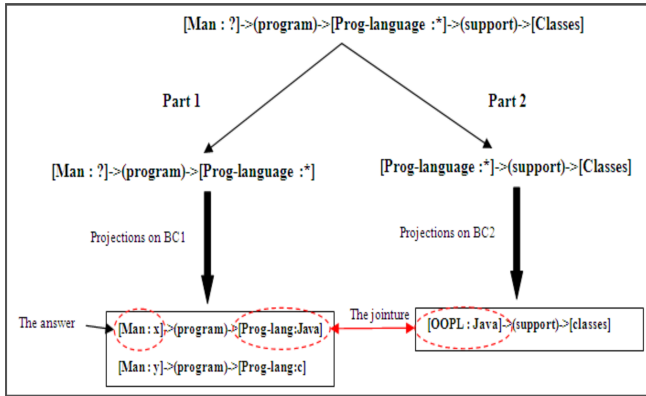 [Man : ?]->(program)->[Prog-language :*]->(support)->[Classes]
Part 1
Part 2
[Man : ?]->(program)->[Prog-language :*]
[Prog-language :*]->(support)->[Classes]
Projections on BC1
Projections on BC2
The answer
[Man : x]->(program)->[Prog-lang:Java]
The jointure
[OOPL : Java]->(support)->[classes]
[Man : y]->(program)->[Prog-lang:c]